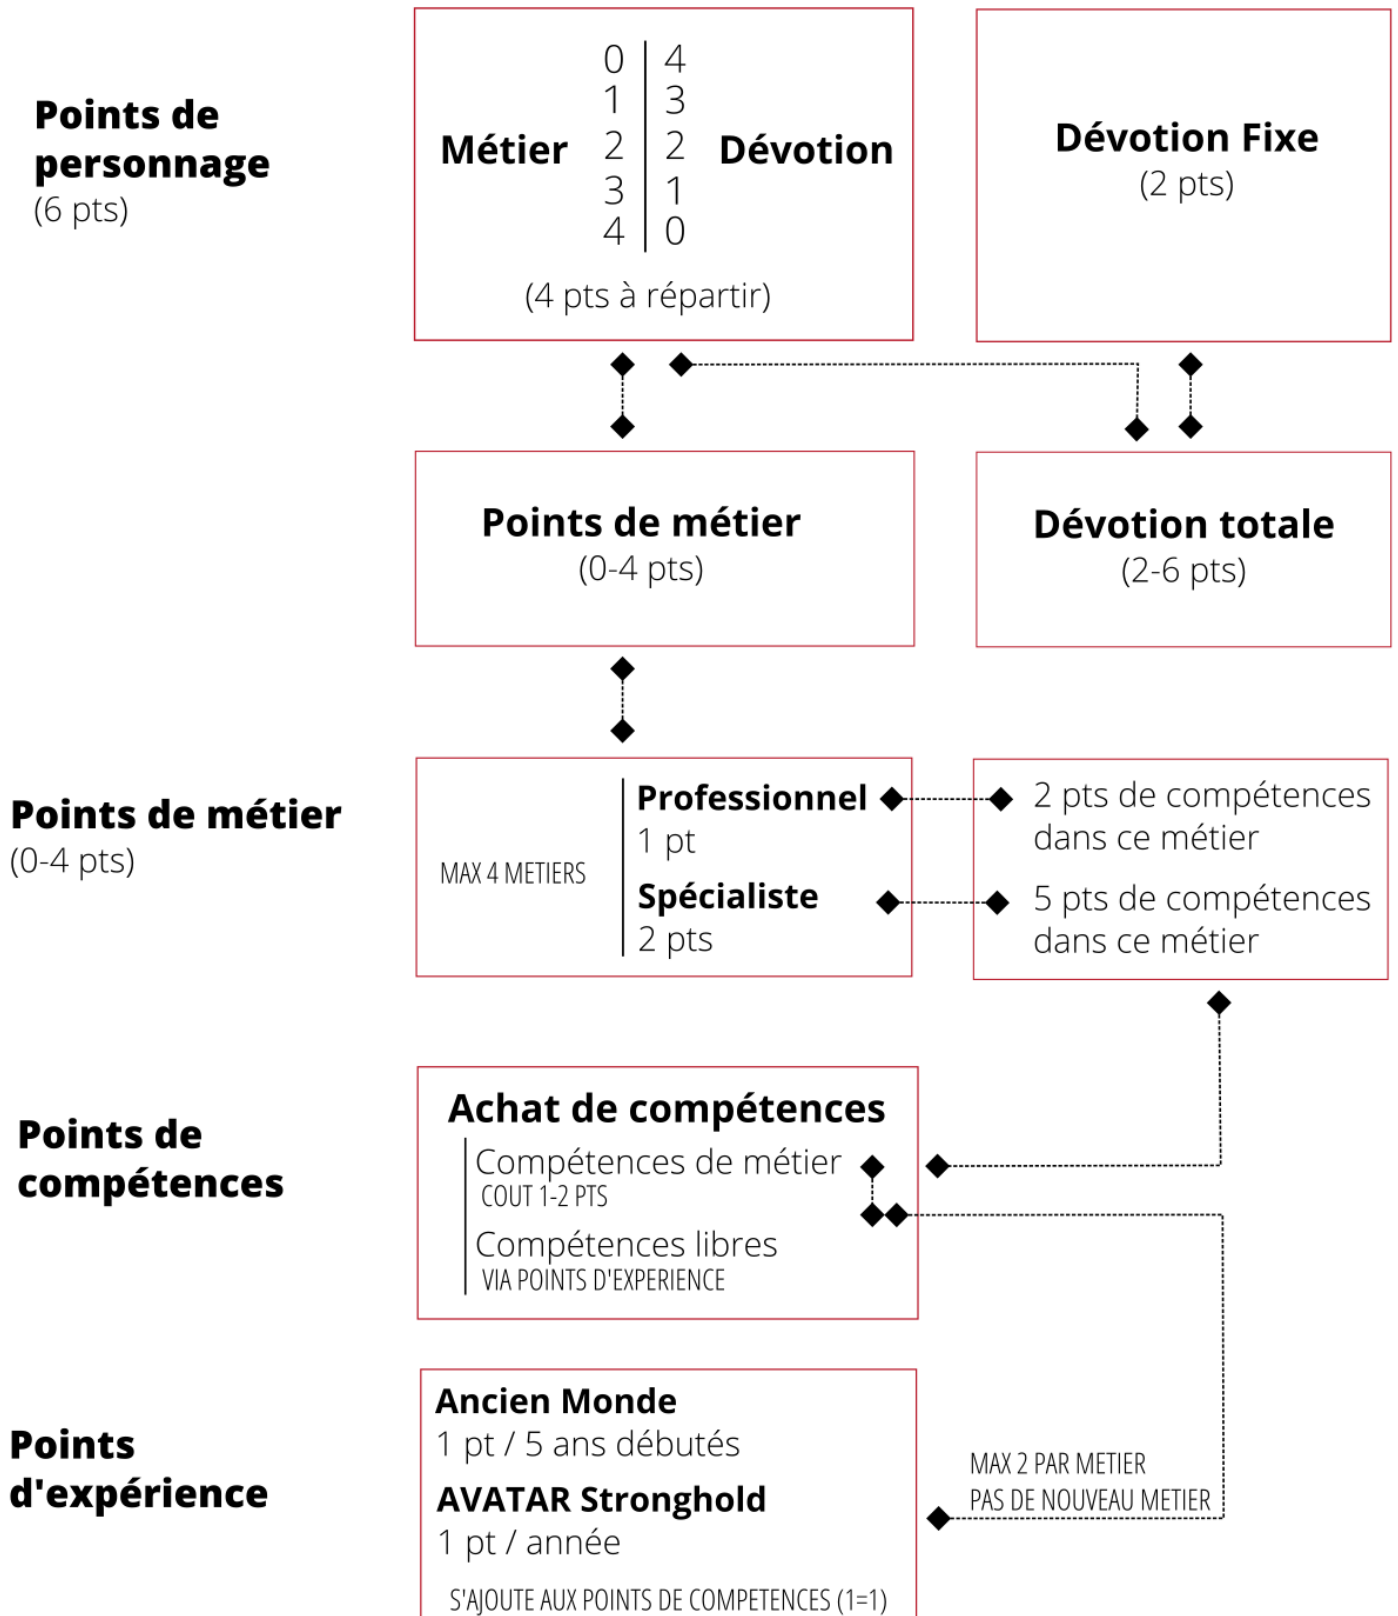 Points de
personnage
(6 pts)
Métier
0 4
1 3
2 2
3 1
4 0
Dévotion
(4 pts à répartir)
Dévotion Fixe
(2 pts)
Points de métier
(0-4 pts)
Dévotion totale
(2-6 pts)
Points de métier
(0-4 pts)
MAX 4 METIERS
Professionnel
1 pt
Spécialiste
2 pts
2 pts de compétences
dans ce métier
5 pts de compétences
dans ce métier
Points de
compétences
Achat de compétences
Compétences de métier
COUT 1-2 PTS
Compétences libres
VIA POINTS D'EXPERIENCE
Points
d'expérience
Ancien Monde
1 pt / 5 ans débutés
AVATAR Stronghold
1 pt / année
S'AJOUTE AUX POINTS DE COMPETENCES (1=1)
MAX 2 PAR METIER
PAS DE NOUVEAU METIER